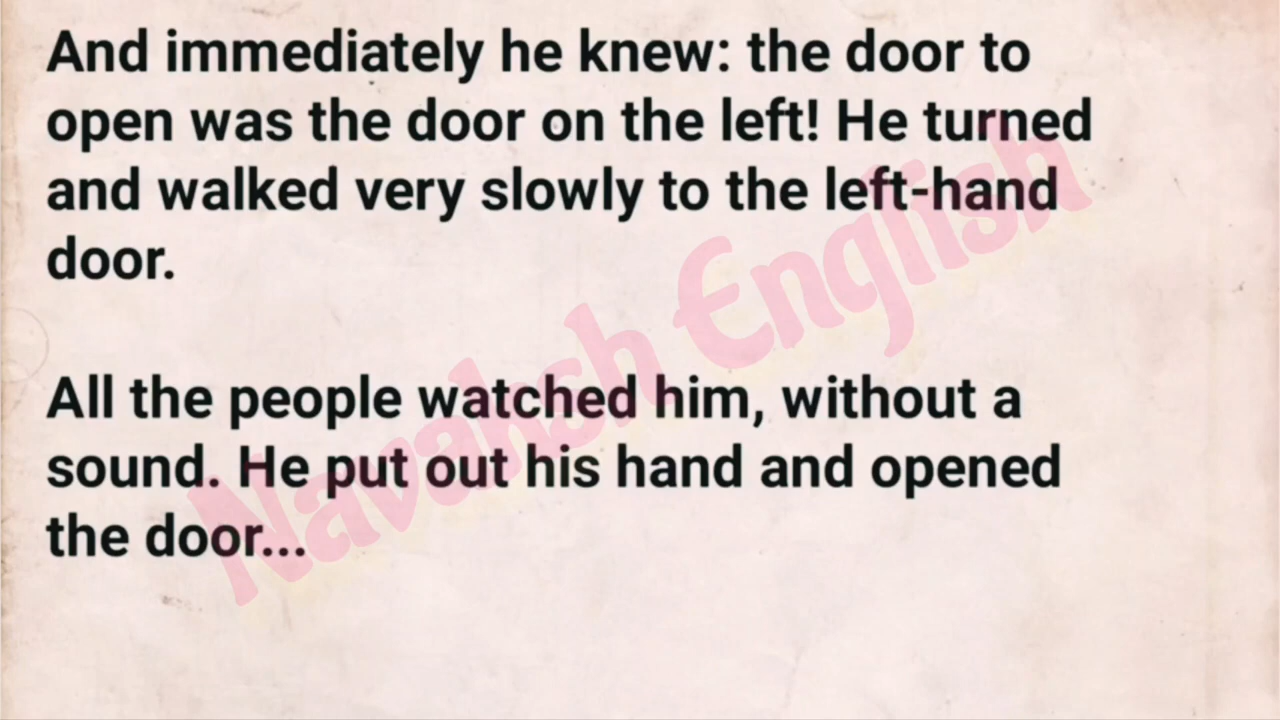 And immediately he knew: the door to
open was the door on the left! He turned
and walked very slowly to the left-hand
door.
All the people watched him, without a
sound. He put out his hand and opened
the door...
Navahsh English